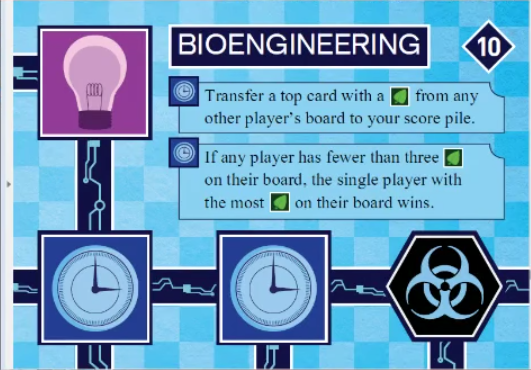 BIOENGINEERING
10
Transfer a top card with a from any
other player's board to your score pile.
If any player has fewer than three
on their board, the single player with
the most on their board wins.